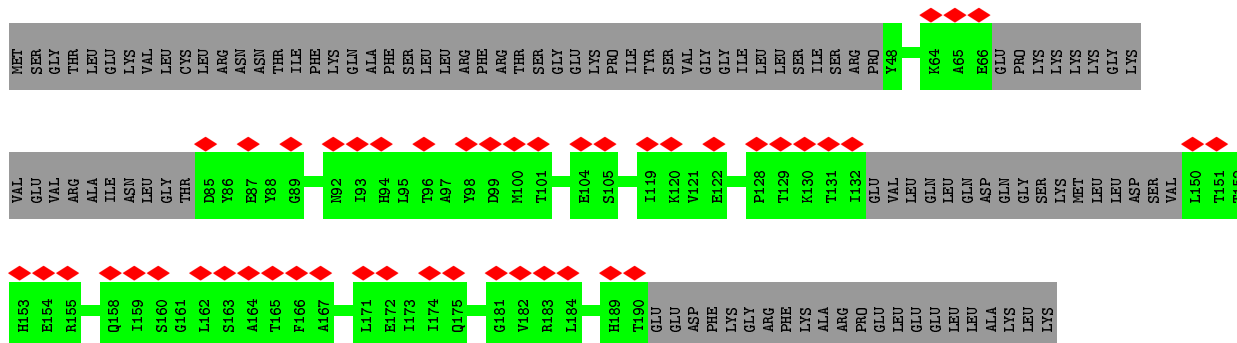 MET SER GLY THR LEU GLU LYS VAL LEU CYS LEU ARG ASN ASN THR ILE PHE LYS GLN ALA PHE SER LEU LEU ARG PHE ARG THR SER GLY GLU LYS PRO ILE TYR SER VAL GLY GLY ILE LEU LEU SER ILE SER ARG PRO Y48 K64 A65 E66 GLU PRO LYS LYS LYS LYS GLY LYS
VAL GLU VAL ARG ALA ILE ASN LEU GLY THR D85 Y86 E87 Y88 G89 N92 I93 H94 L95 T96 A97 Y98 D99 M100 T101 E104 S105 I119 K120 V121 E122 P128 T129 K130 T131 I132 GLU VAL LEU GLN LEU GLN ASP GLN GLY SER LYS MET LEU LEU ASP SER VAL L150 T151 T152
H153 E154 R155 Q158 I159 S160 G161 L162 S163 A164 T165 F166 A167 L171 E172 I173 I174 Q175 G181 V182 R183 L184 H189 T190 GLU GLU ASP PHE LYS GLY ARG PHE LYS ALA ARG PRO GLU LEU GLU GLU LEU LEU ALA LYS LEU LYS